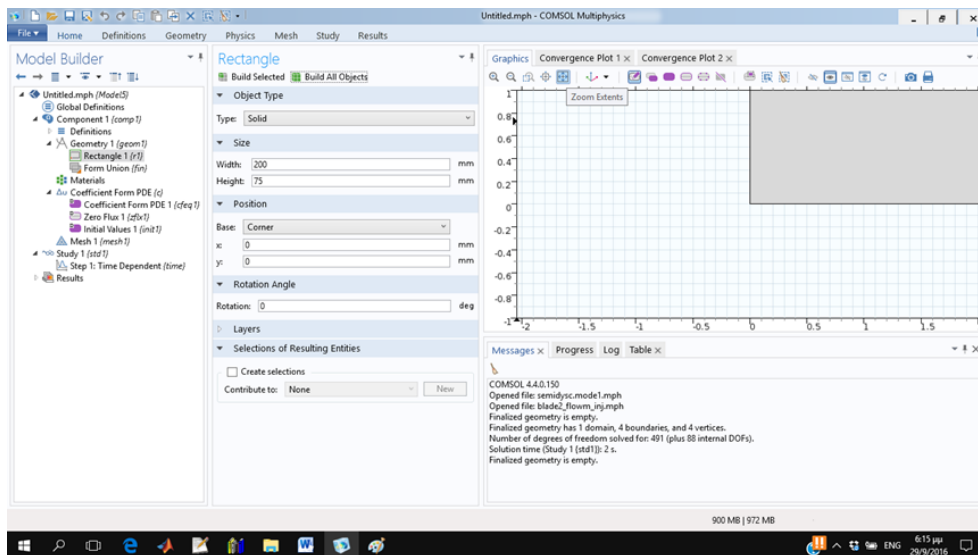 Untitled.mph - COMSOL Multiphysics
File Home Definitions Geometry Physics Mesh Study Results
Model Builder
Untitled.mph (Model5)
Global Definitions
Component 1 (comp1)
Definitions
Geometry 1 (geom1)
Rectangle 1 (r1)
Form Union (fin)
Materials
Δu Coefficient Form PDE (c)
Coefficient Form PDE 1 (cfeq1)
Zero Flux 1 (zflx1)
Initial Values 1 (init1)
Mesh 1 (mesh1)
Study 1 (std1)
Step 1: Time Dependent (time)
Results
Rectangle
Build Selected Build All Objects
Object Type
Type: Solid
Size
Width: 200 mm
Height: 75 mm
Position
Base: Corner
x: 0 mm
y: 0 mm
Rotation Angle
Rotation: 0 deg
Layers
Selections of Resulting Entities
Create selections
Contribute to: None New
Graphics Convergence Plot 1 Convergence Plot 2
Zoom Extents
1
0.8
0.6
0.4
0.2
0
-0.2
-0.4
-0.6
-0.8
-1
-2 -1.5 -1 -0.5 0 0.5 1 1.5
Messages Progress Log Table
COMSOL 4.4.0.150
Opened file: semidysc.mode1.mph
Opened file: blade2_flowm_inj.mph
Finalized geometry is empty.
Finalized geometry has 1 domain, 4 boundaries, and 4 vertices.
Number of degrees of freedom solved for: 491 (plus 88 internal DOFs).
Solution time (Study 1 (std1)): 2 s.
Finalized geometry is empty.
900 MB | 972 MB
ENG
6:15 μμ
29/9/2016